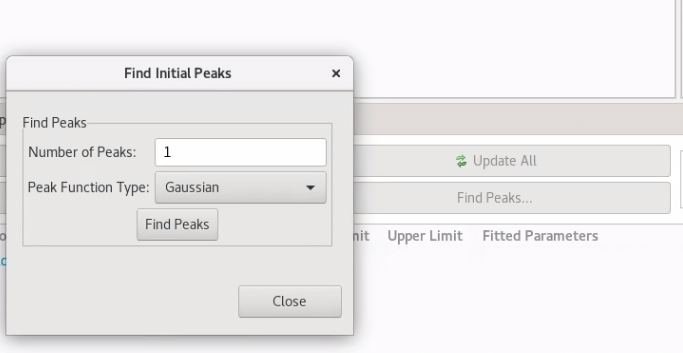 Find Initial Peaks
Find Peaks
Number of Peaks: 1
Peak Function Type: Gaussian
Find Peaks
Close
Update All
Find Peaks...
Upper Limit Fitted Parameters